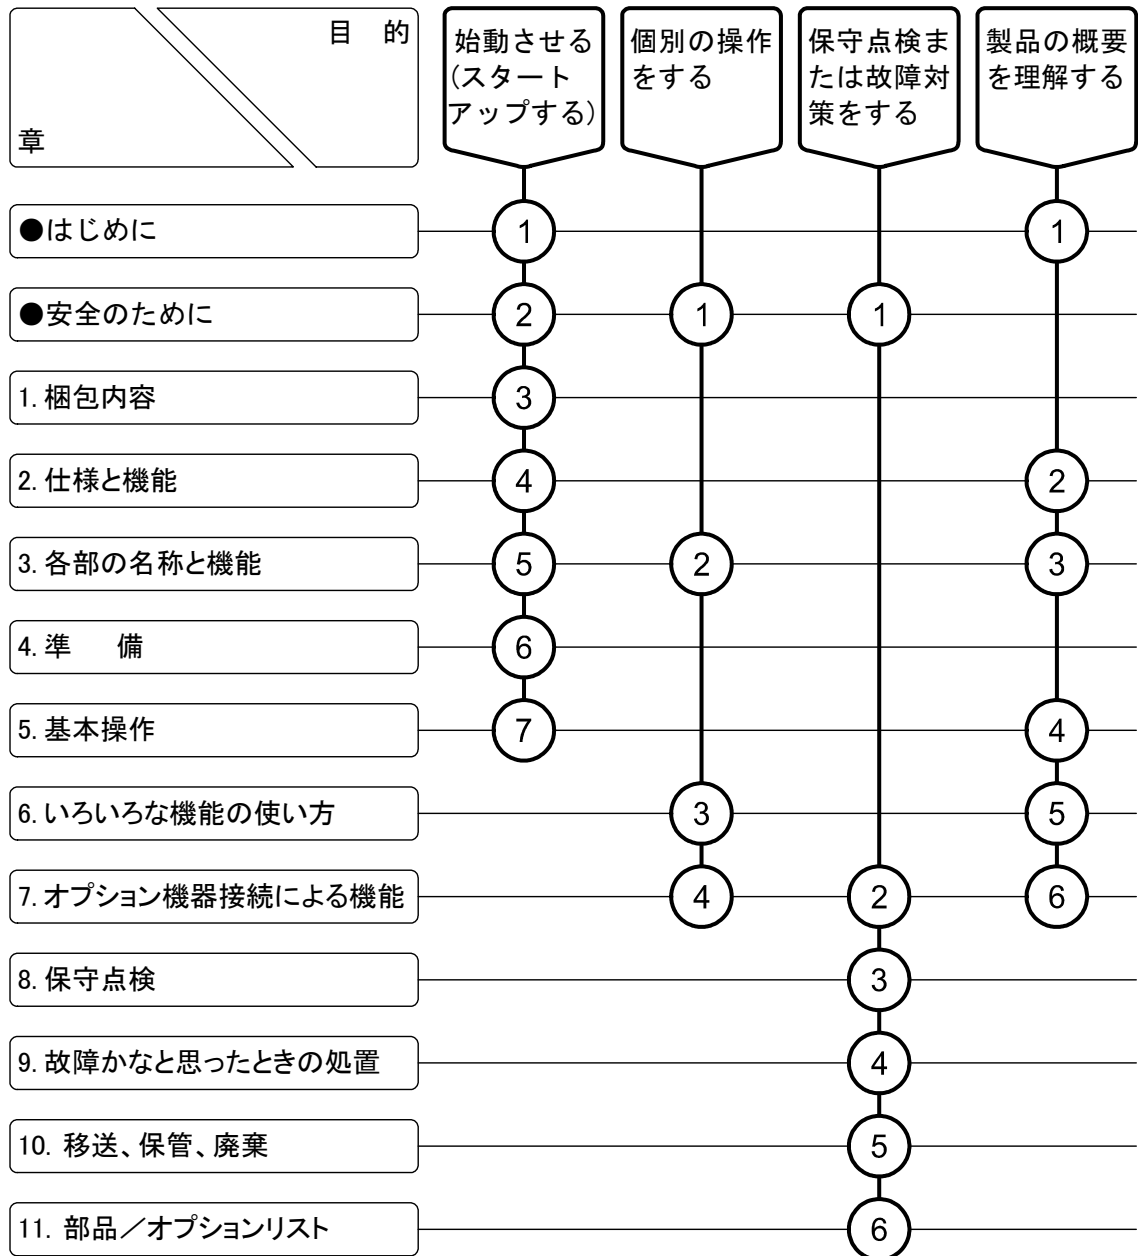 目 的
章
始動させる
(スタート
アップする)
個別の操作
をする
保守点検ま
たは故障対
策をする
製品の概要
を理解する
●はじめに
1
1
●安全のために
2
1
1
1. 梱包内容
3
2. 仕様と機能
4
2
3. 各部の名称と機能
5
2
3
4. 準 備
6
5. 基本操作
7
4
6. いろいろな機能の使い方
3
5
7. オプション機器接続による機能
4
2
6
8. 保守点検
3
9. 故障かなと思ったときの処置
4
10. 移送、保管、廃棄
5
11. 部品/オプションリスト
6